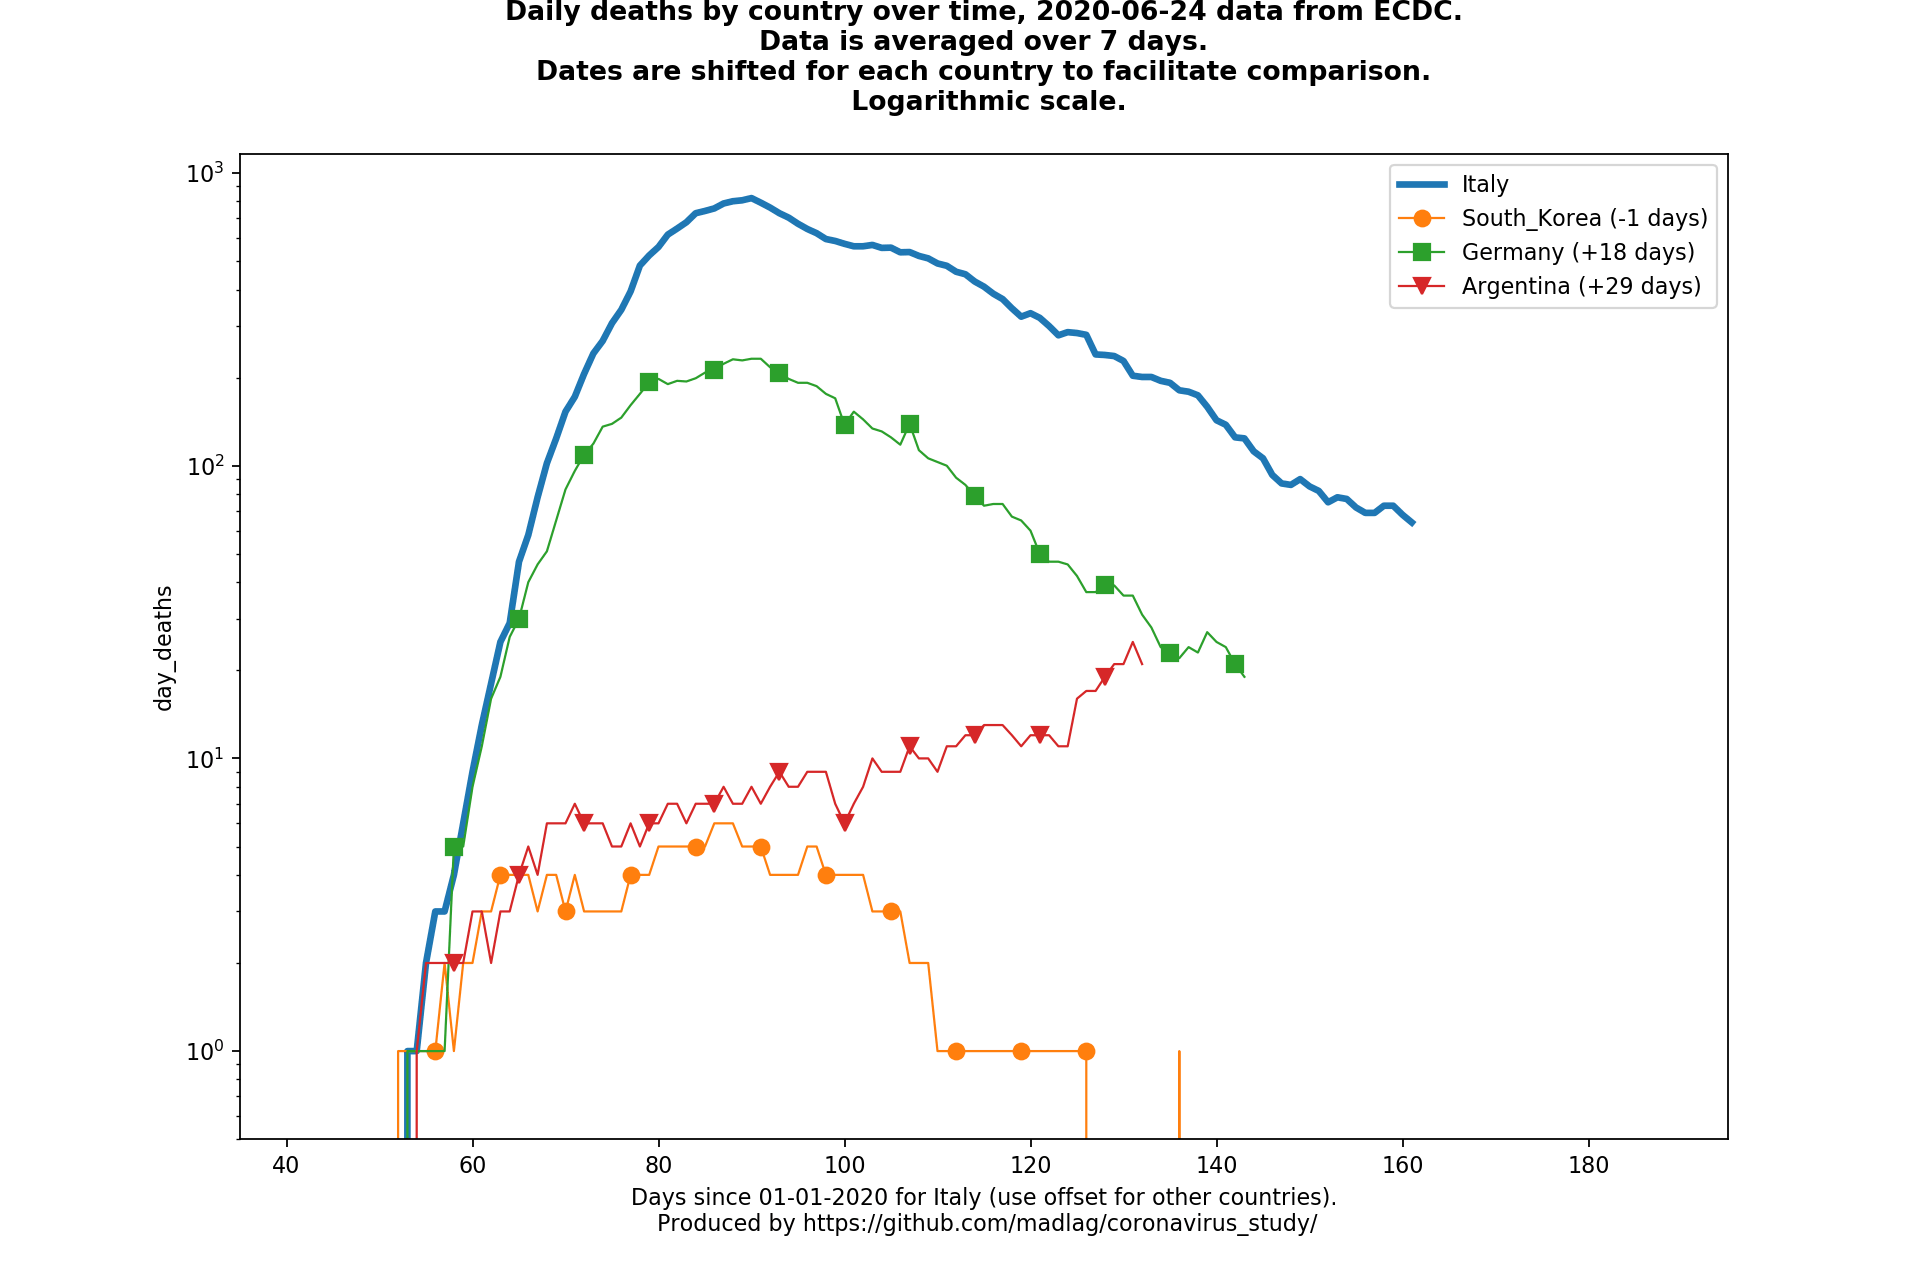 Daily deaths by country over time, 2020-06-24 data from ECDC.
Data is averaged over 7 days.
Dates are shifted for each country to facilitate comparison.
Logarithmic scale.
10³
10²
10¹
10⁰
day_deaths
Italy
South_Korea (-1 days)
Germany (+18 days)
Argentina (+29 days)
40 60 80 100 120 140 160 180
Days since 01-01-2020 for Italy (use offset for other countries).
Produced by https://github.com/madlag/coronavirus_study/